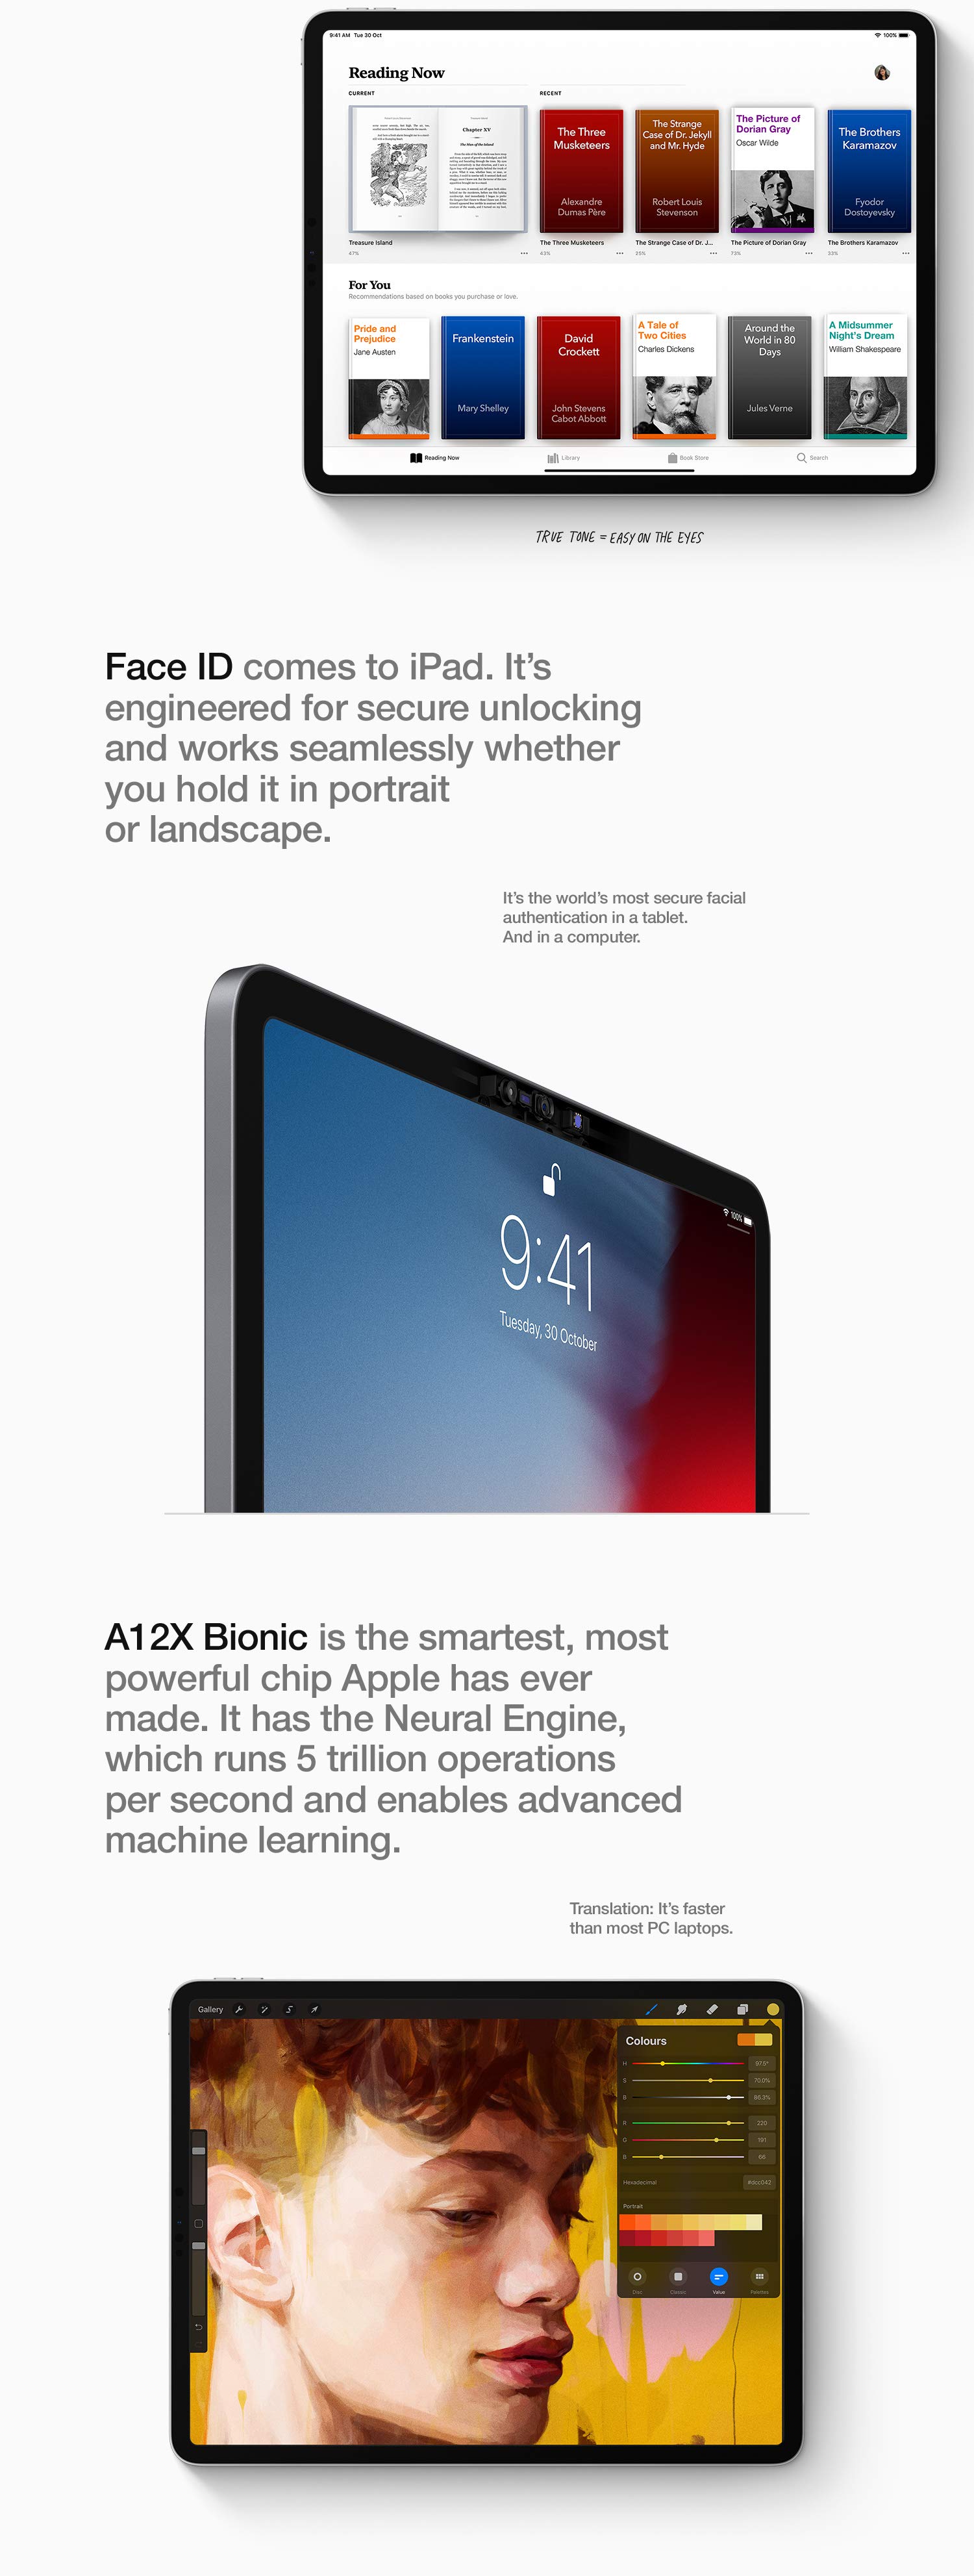 9:41 AM Tue 30 Oct
100%
Reading Now
CURRENT
RECENT
Chapter XV
The Man of the Island
The Three
Musketeers
Alexandre
Dumas Père
The Strange
Case of Dr. Jekyll
and Mr. Hyde
Robert Louis
Stevenson
The Picture of
Dorian Gray
Oscar Wilde
The Brothers
Karamazov
Fyodor
Dostoyevsky
Treasure Island
The Three Musketeers
The Strange Case of Dr. J...
The Picture of Dorian Gray
The Brothers Karamazov
47%
43%
25%
73%
33%
For You
Recommendations based on books you purchase or love.
Pride and
Prejudice
Jane Austen
Frankenstein
Mary Shelley
David
Crockett
John Stevens
Cabot Abbott
A Tale of
Two Cities
Charles Dickens
Around the
World in 80
Days
Jules Verne
A Midsummer
Night's Dream
William Shakespeare
Reading Now
Library
Book Store
Search
TRUE TONE = EASY ON THE EYES
Face ID comes to iPad. It's
engineered for secure unlocking
and works seamlessly whether
you hold it in portrait
or landscape.
It's the world's most secure facial
authentication in a tablet.
And in a computer.
100%
9:41
Tuesday, 30 October
A12X Bionic is the smartest, most
powerful chip Apple has ever
made. It has the Neural Engine,
which runs 5 trillion operations
per second and enables advanced
machine learning.
Translation: It's faster
than most PC laptops.
Gallery
Colours
H
S 70.0%
B 86.3%
R 220
G 191
B 66
Hexadecimal #dcc042
Portrait
Disc
Classic
Value
Palettes